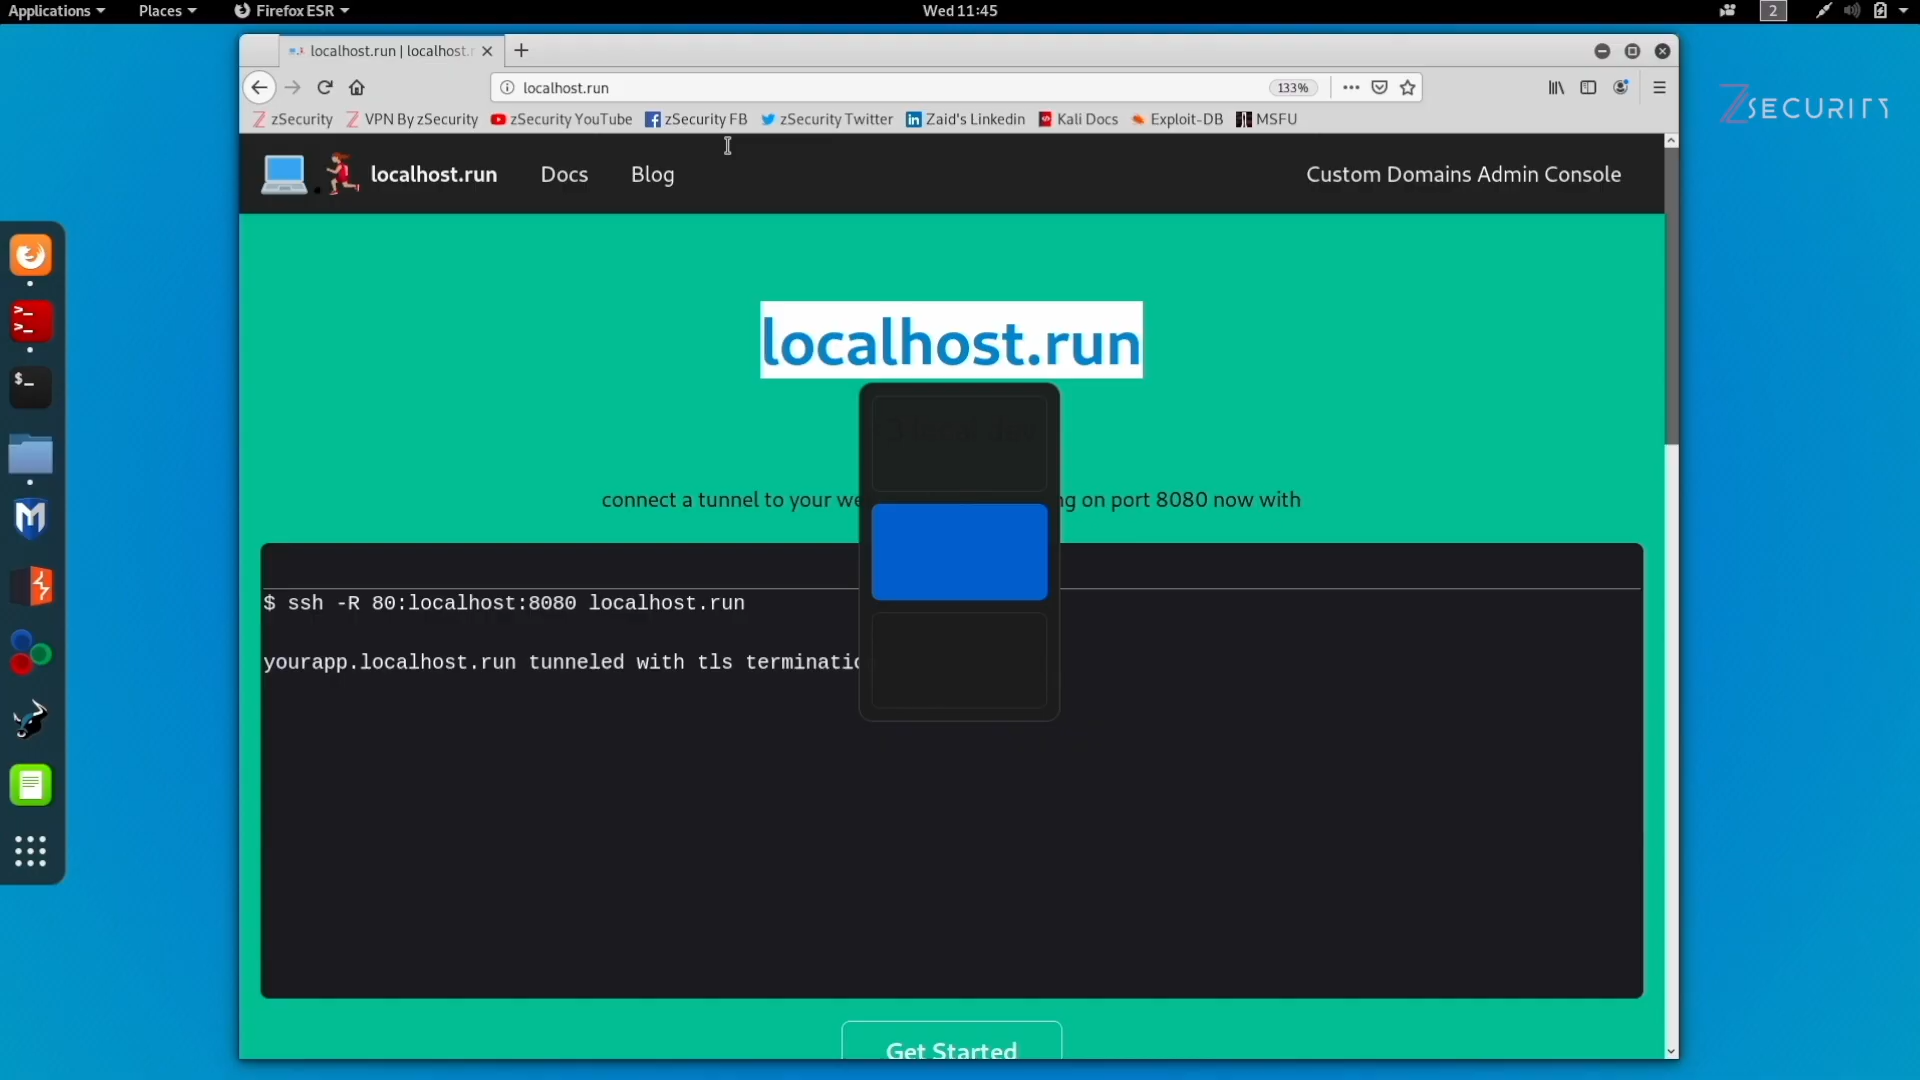 Applications Places Firefox ESR Wed 11:45 2
localhost.run | localhost.r
localhost.run 133%
zSecurity VPN By zSecurity zSecurity YouTube zSecurity FB zSecurity Twitter Zaid's Linkedin Kali Docs Exploit-DB MSFU
ZSECURITY
localhost.run Docs Blog Custom Domains Admin Console
localhost.run
connect a tunnel to your we ng on port 8080 now with
$ ssh -R 80:localhost:8080 localhost.run
yourapp.localhost.run tunneled with tls terminatio
Get Started